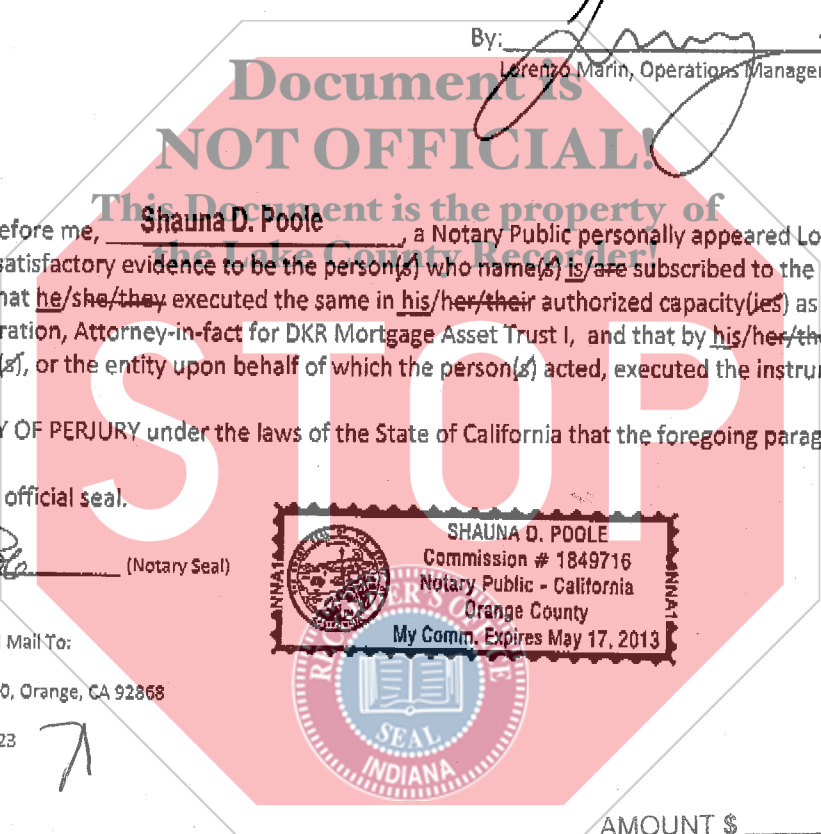 By:
Lorenzo Marin, Operations Manager
Document is
NOT OFFICIAL!
This Document is the property of
the Lake County Recorder!
efore me, Shauna D. Poole, a Notary Public personally appeared Lo
satisfactory evidence to be the person(s) who name(s) is/are subscribed to the
hat he/she/they executed the same in his/her/their authorized capacity(ies) as
ration, Attorney-in-fact for DKR Mortgage Asset Trust I, and that by his/her/the
(s), or the entity upon behalf of which the person(s) acted, executed the instru
Y OF PERJURY under the laws of the State of California that the foregoing parag
official seal.
STOP
(Notary Seal)
SHAUNA D. POOLE
Commission # 1849716
Notary Public - California
Orange County
My Comm. Expires May 17, 2013
NNA1
NNA1
RECORDER'S OFFICE
SEAL
INDIANA
Mail To:
0, Orange, CA 92868
23
AMOUNT $